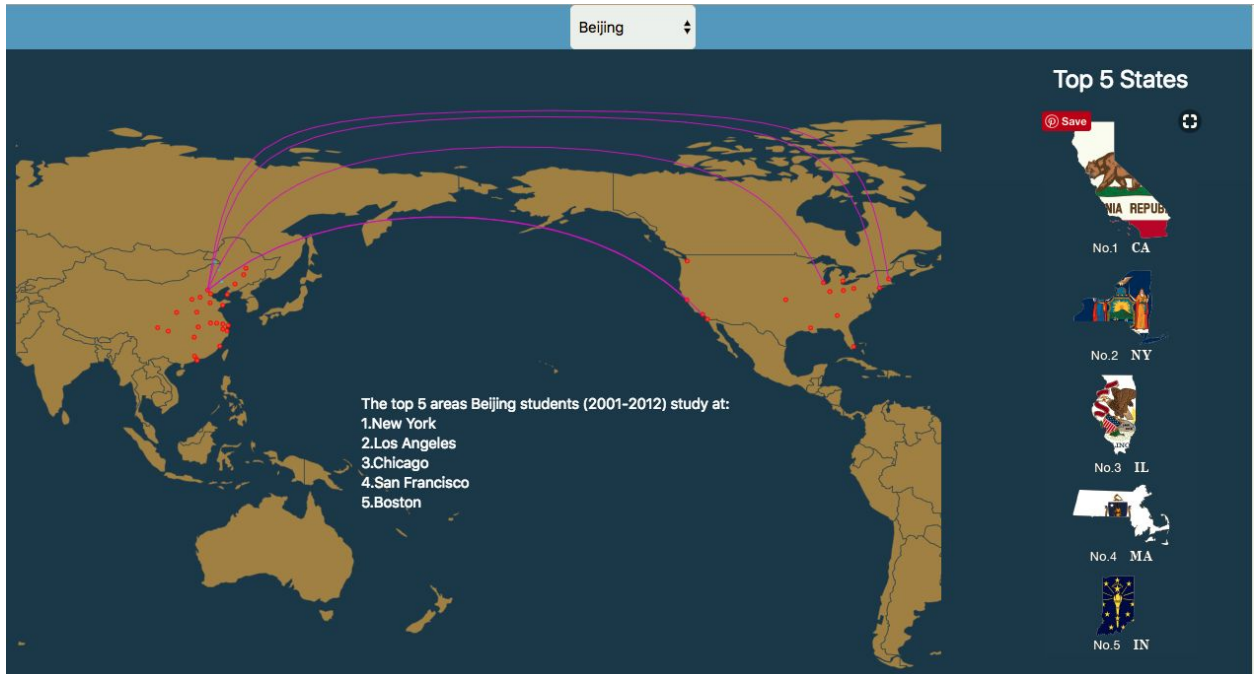 Beijing
Top 5 States
Save
NIA REPUB
No.1 CA
No.2 NY
No.3 IL
No.4 MA
No.5 IN
The top 5 areas Beijing students (2001-2012) study at:
1.New York
2.Los Angeles
3.Chicago
4.San Francisco
5.Boston